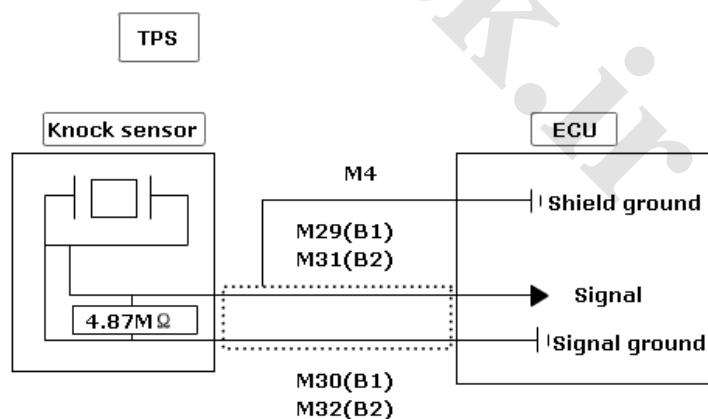 TPS
Knock sensor
ECU
M4
Shield ground
M29(B1)
M31(B2)
Signal
4.87MΩ
Signal ground
M30(B1)
M32(B2)
k.ir